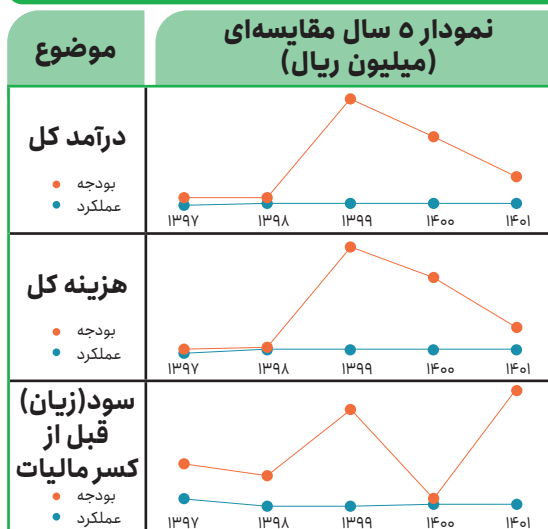 موضوع
نمودار ۵ سال مقایسه‌ای
(میلیون ریال)
درآمد کل
بودجه
عملکرد
۱۳۹۷ ۱۳۹۸ ۱۳۹۹ ۱۴۰۰ ۱۴۰۱
هزینه کل
بودجه
عملکرد
۱۳۹۷ ۱۳۹۸ ۱۳۹۹ ۱۴۰۰ ۱۴۰۱
سود(زیان)
قبل از
کسر مالیات
بودجه
عملکرد
۱۳۹۷ ۱۳۹۸ ۱۳۹۹ ۱۴۰۰ ۱۴۰۱